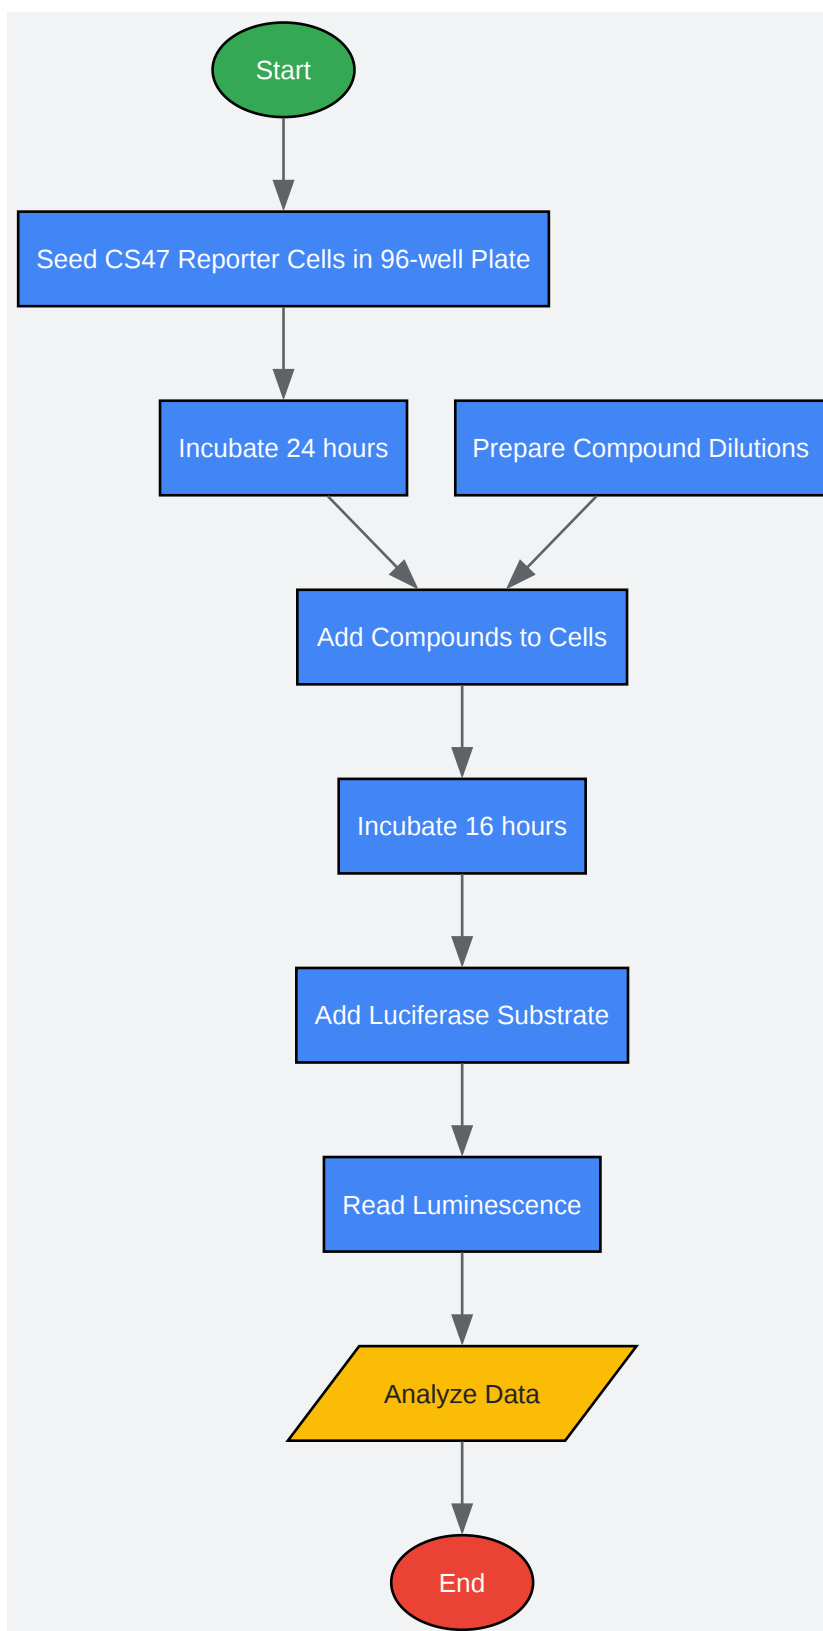 Start
Seed CS47 Reporter Cells in 96-well Plate
Incubate 24 hours
Prepare Compound Dilutions
Add Compounds to Cells
Incubate 16 hours
Add Luciferase Substrate
Read Luminescence
Analyze Data
End